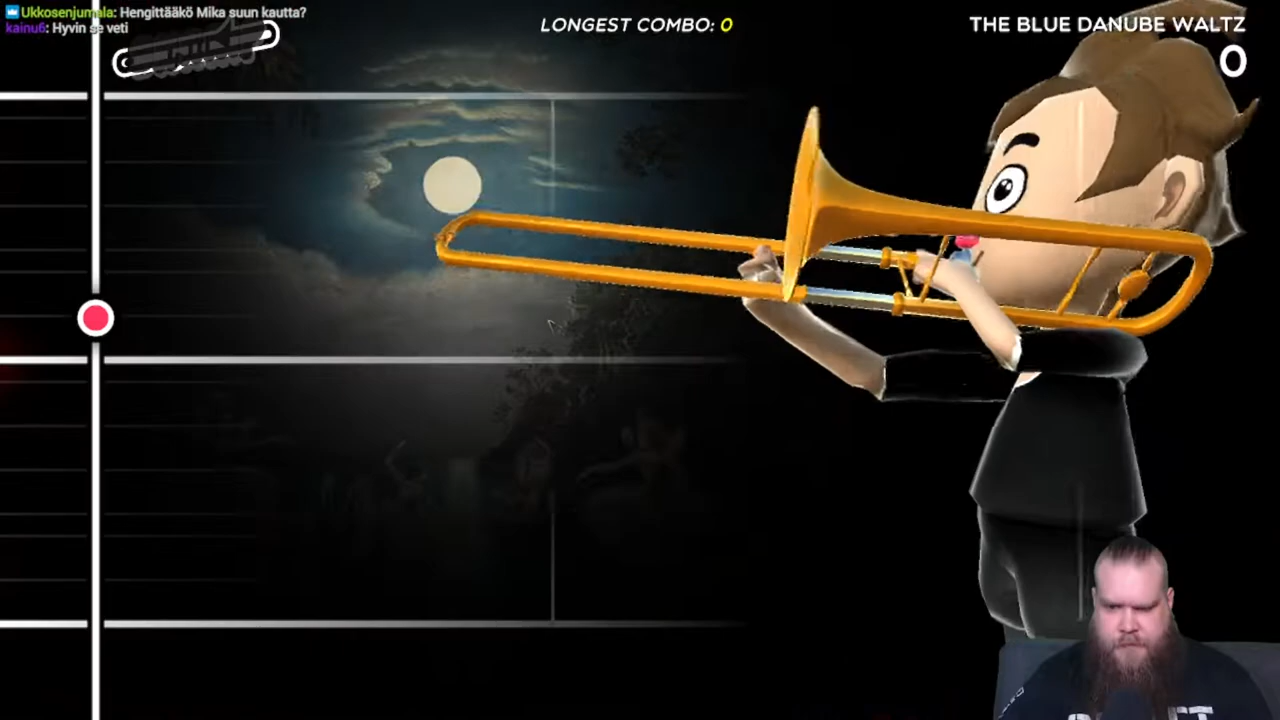 Ukkosenjumala: Hengittääkö Mika suun kautta?
kainu6: Hyvin se veti
LONGEST COMBO: 0
THE BLUE DANUBE WALTZ
0